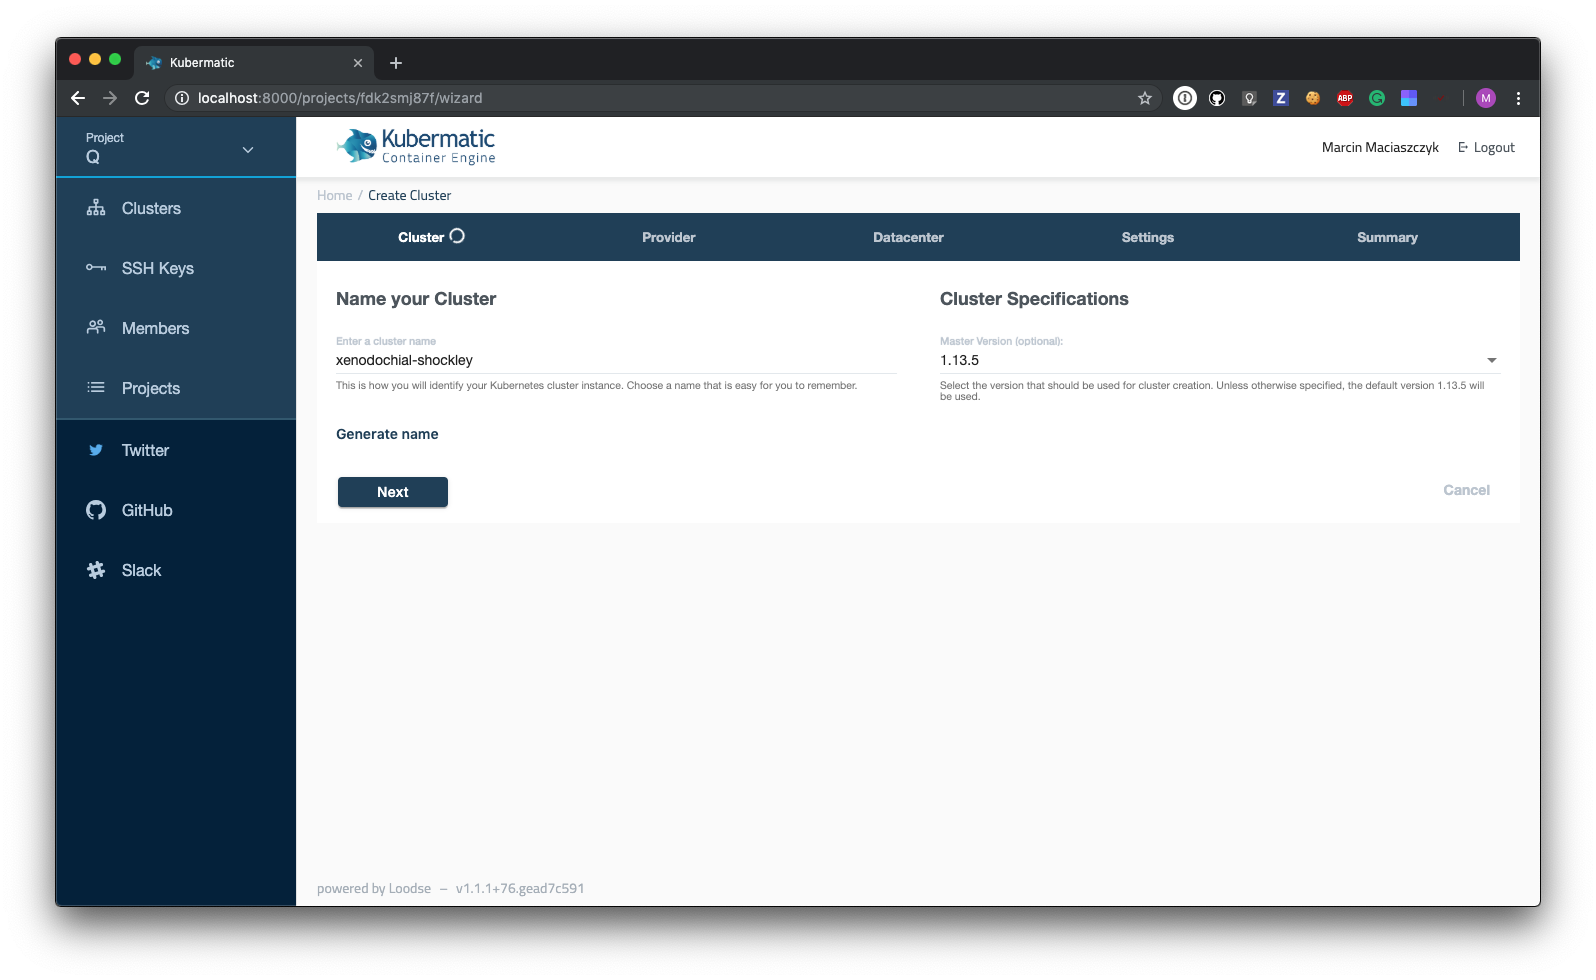 Kubermatic
localhost:8000/projects/fdk2smj87f/wizard
Z
ABP
M
Project
Q
Kubermatic
Container Engine
Marcin Maciaszczyk
Logout
Clusters
SSH Keys
Members
Projects
Twitter
GitHub
Slack
Home / Create Cluster
Cluster
Provider
Datacenter
Settings
Summary
Name your Cluster
Enter a cluster name
xenodochial-shockley
This is how you will identify your Kubernetes cluster instance. Choose a name that is easy for you to remember.
Generate name
Cluster Specifications
Master Version (optional):
1.13.5
Select the version that should be used for cluster creation. Unless otherwise specified, the default version 1.13.5 will
be used.
Next
Cancel
powered by Loodse – v1.1.1+76.gead7c591